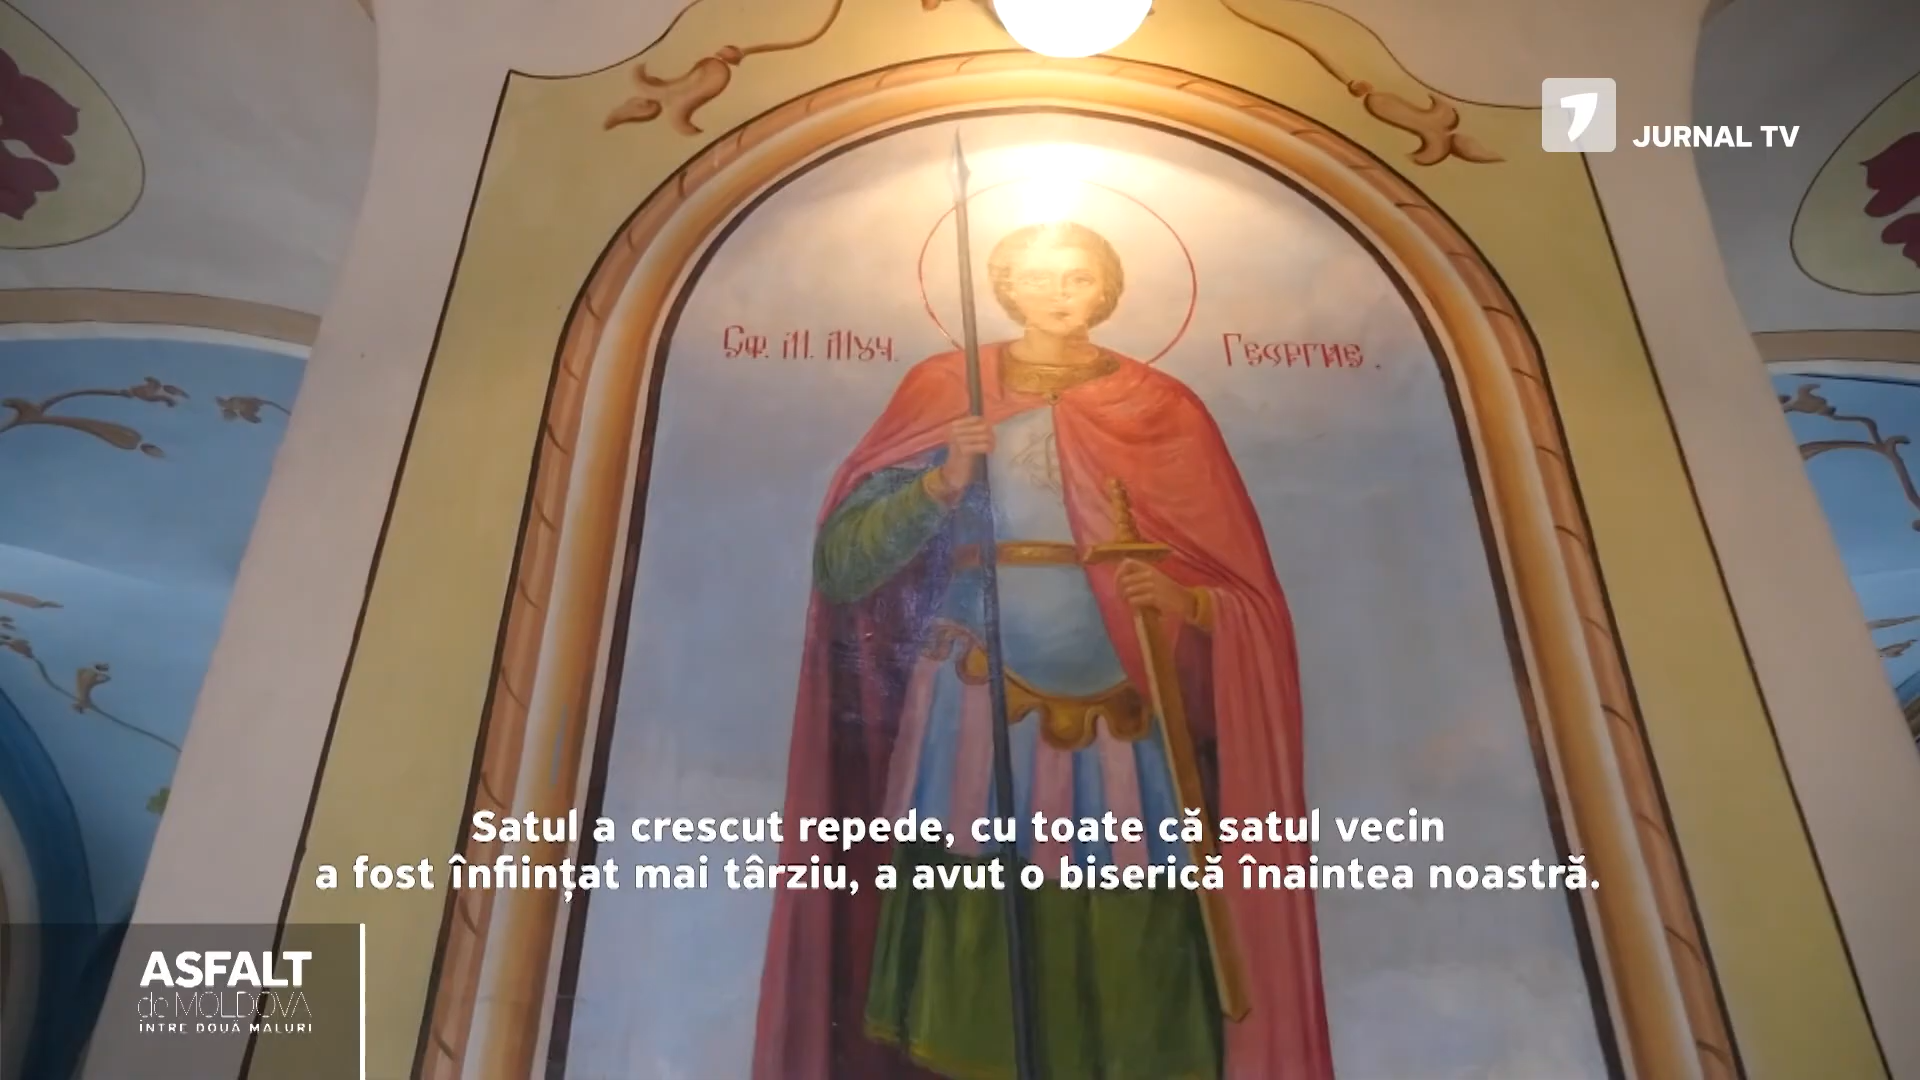 JURNAL TV
Сф. М. Муч.
Георгие.
Satul a crescut repede, cu toate că satul vecin
a fost înființat mai târziu, a avut o biserică înaintea noastră.
ASFALT
de MOLDOVA
ÎNTRE DOUĂ MALURI